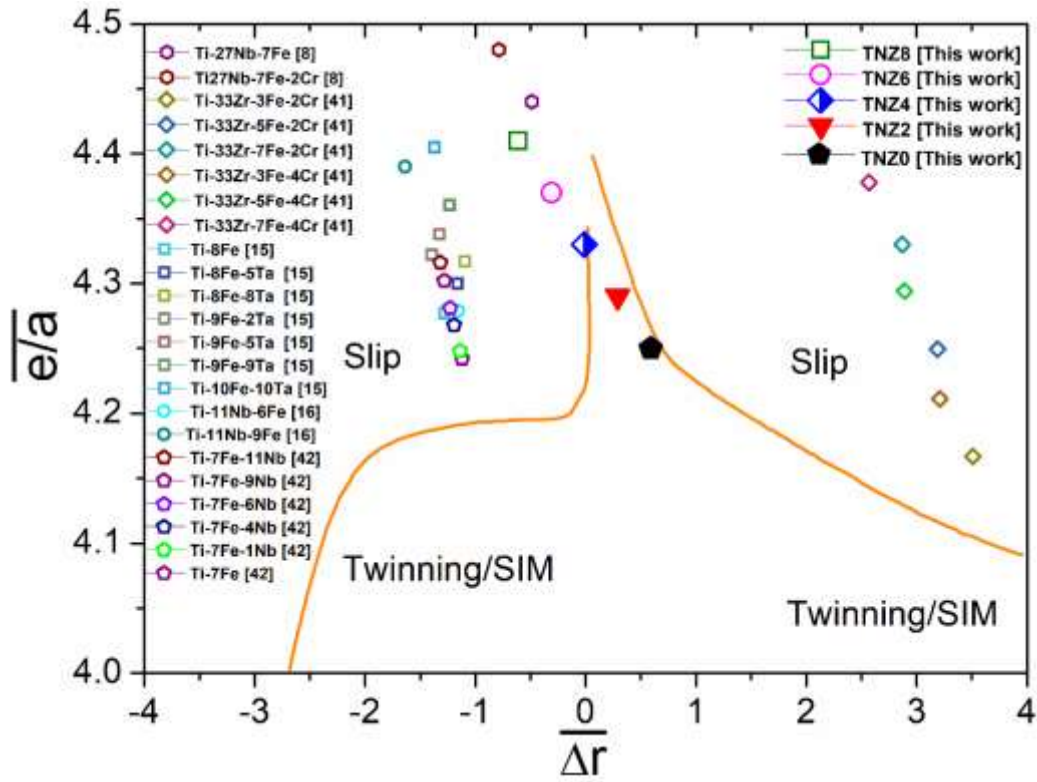 4.5
4.4
4.3
4.2
4.1
4.0
e/a
Ti-27Nb-7Fe [8]
Ti27Nb-7Fe-2Cr [8]
Ti-33Zr-3Fe-2Cr [41]
Ti-33Zr-5Fe-2Cr [41]
Ti-33Zr-7Fe-2Cr [41]
Ti-33Zr-3Fe-4Cr [41]
Ti-33Zr-5Fe-4Cr [41]
Ti-33Zr-7Fe-4Cr [41]
Ti-8Fe [15]
Ti-8Fe-5Ta [15]
Ti-8Fe-8Ta [15]
Ti-9Fe-2Ta [15]
Ti-9Fe-5Ta [15]
Ti-9Fe-9Ta [15]
Ti-10Fe-10Ta [15]
Ti-11Nb-6Fe [16]
Ti-11Nb-9Fe [16]
Ti-7Fe-11Nb [42]
Ti-7Fe-9Nb [42]
Ti-7Fe-6Nb [42]
Ti-7Fe-4Nb [42]
Ti-7Fe-1Nb [42]
Ti-7Fe [42]
TNZ8 [This work]
TNZ6 [This work]
TNZ4 [This work]
TNZ2 [This work]
TNZ0 [This work]
Slip
Slip
Twinning/SIM
Twinning/SIM
-4 -3 -2 -1 0 1 2 3 4
Δr